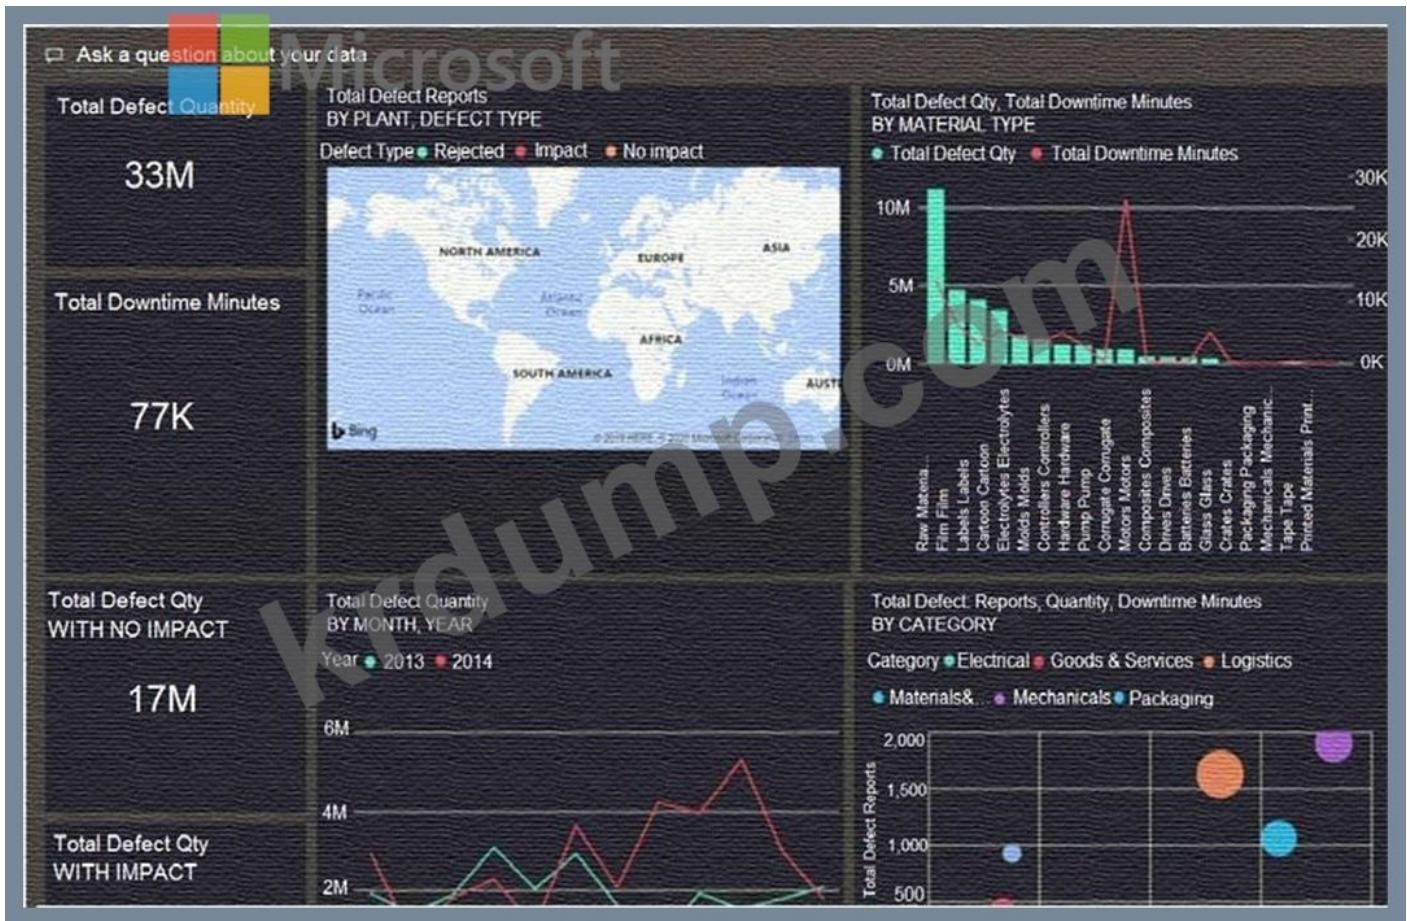 Microsoft
Ask a question about your data
Total Defect Quantity
33M
Total Downtime Minutes
77K
Total Defect Qty
WITH NO IMPACT
17M
Total Defect Qty
WITH IMPACT
Total Defect Reports
BY PLANT, DEFECT TYPE
Defect Type Rejected Impact No impact
NORTH AMERICA
EUROPE
ASIA
Pacific
Ocean
Atlantic
Ocean
AFRICA
SOUTH AMERICA
Indian
Ocean
AUST
Bing
Total Defect Qty, Total Downtime Minutes
BY MATERIAL TYPE
Total Defect Qty Total Downtime Minutes
10M
5M
0M
30K
20K
10K
0K
Raw Materia...
Film Film
Labels Labels
Cartoon Cartoon
Electrolytes Electrolytes
Molds Molds
Controllers Controllers
Hardware Hardware
Pump Pump
Corrugate Corrugate
Motors Motors
Composites Composites
Drives Drives
Batteries Batteries
Glass Glass
Crates Crates
Packaging Packaging
Mechanicals Mechanic...
Tape Tape
Printed Materials Print...
Total Defect Quantity
BY MONTH, YEAR
Year 2013 2014
6M
4M
2M
Total Defect. Reports, Quantity, Downtime Minutes
BY CATEGORY
Category Electrical Goods & Services Logistics
Materials&... Mechanicals Packaging
Total Defect Reports
2,000
1,500
1,000
500
krdump.com